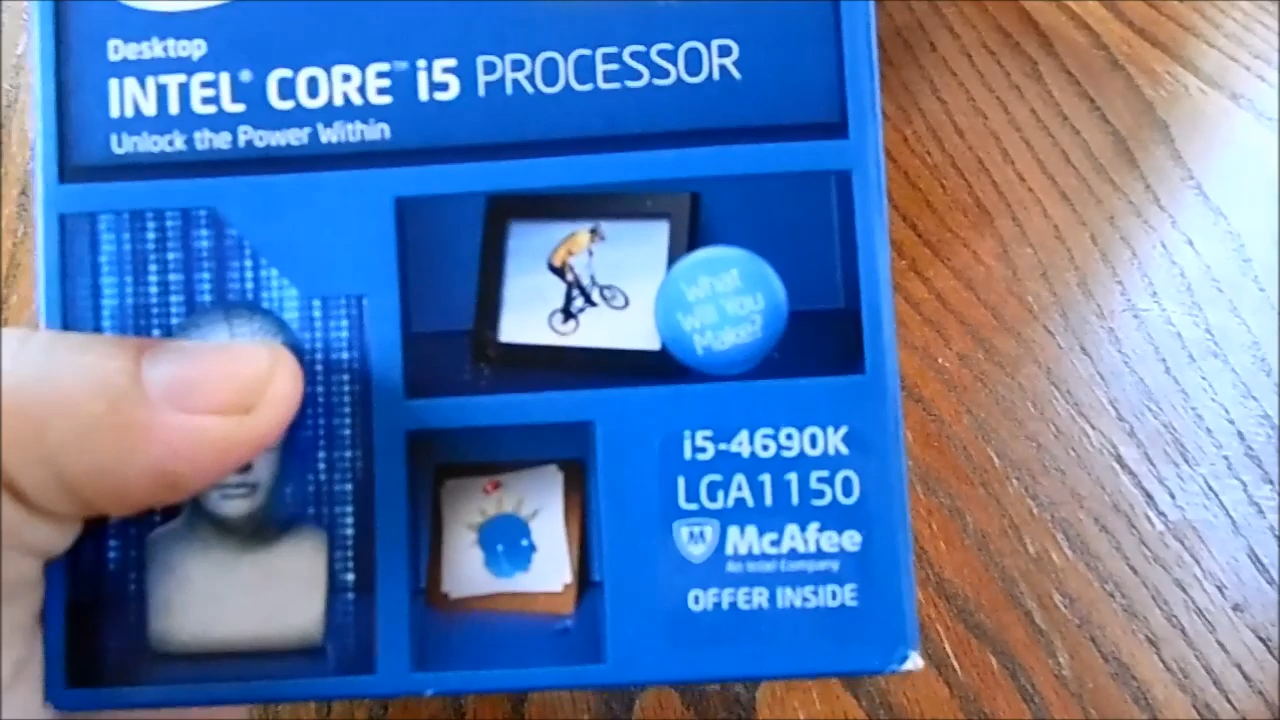 Desktop
INTEL® CORE™ i5 PROCESSOR
Unlock the Power Within
What
Will You
Make?
i5-4690K
LGA1150
McAfee
An Intel Company
OFFER INSIDE